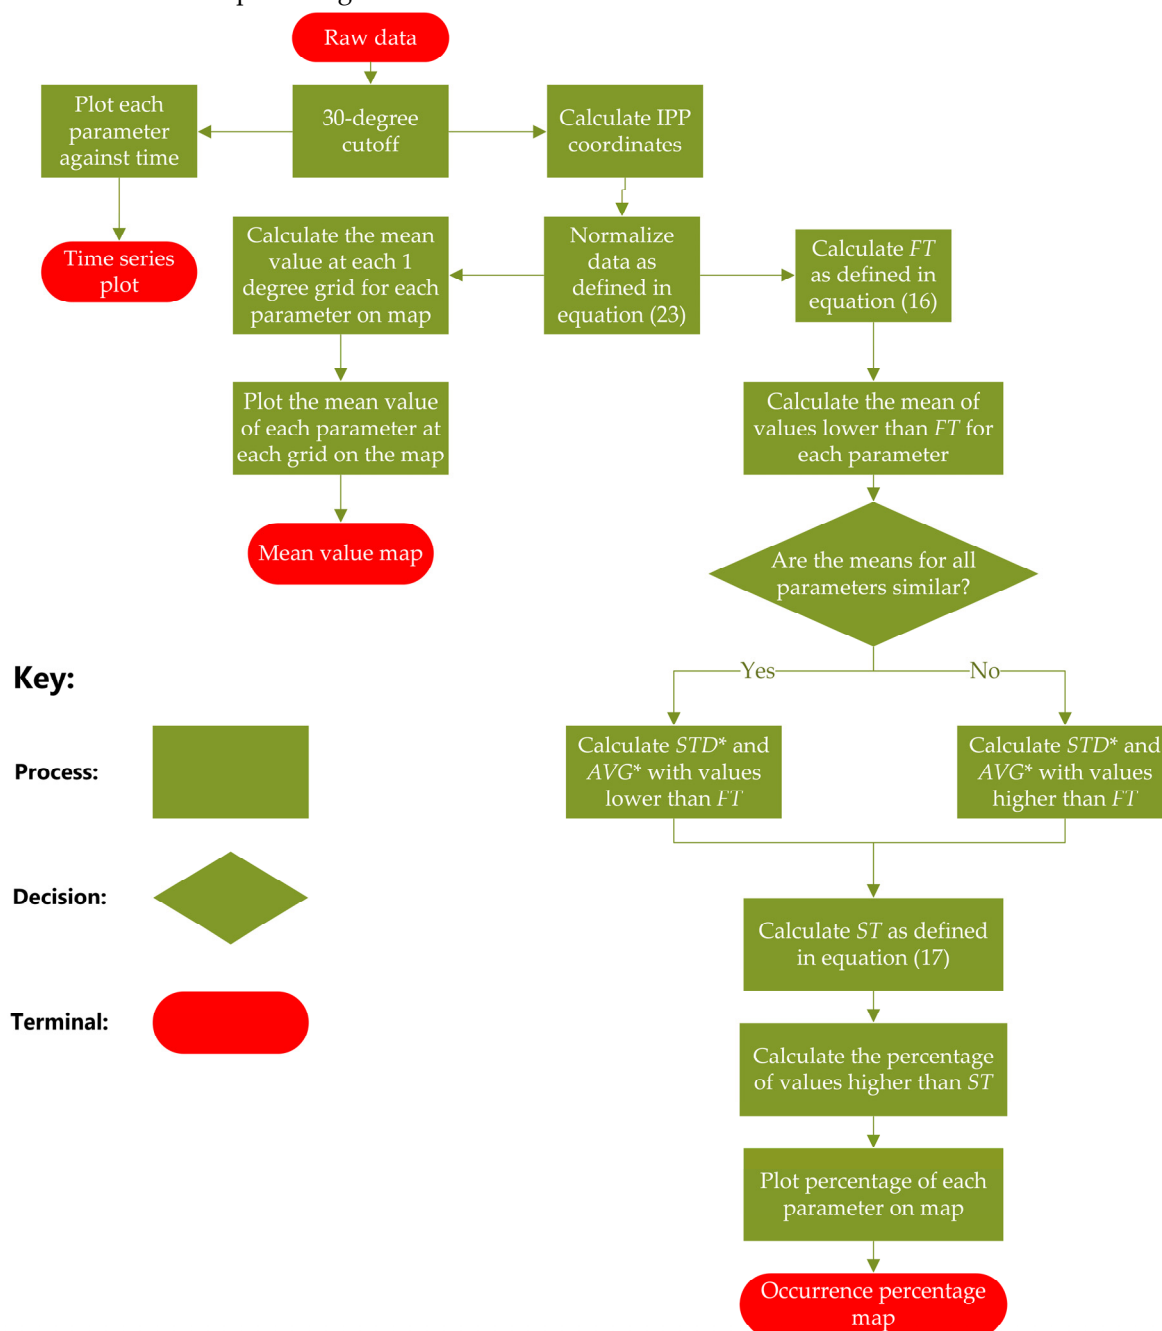 Raw data
Plot each
parameter
against time
30-degree
cutoff
Calculate IPP
coordinates
Time series
plot
Calculate the mean
value at each 1
degree grid for each
parameter on map
Normalize
data as
defined in
equation (23)
Calculate FT
as defined in
equation (16)
Plot the mean value
of each parameter at
each grid on the map
Calculate the mean of
values lower than FT for
each parameter
Mean value map
Are the means for all
parameters similar?
Yes
No
Key:
Process:
Decision:
Terminal:
Calculate STD* and
AVG* with values
lower than FT
Calculate STD* and
AVG* with values
higher than FT
Calculate ST as defined
in equation (17)
Calculate the percentage
of values higher than ST
Plot percentage of each
parameter on map
Occurrence percentage
map